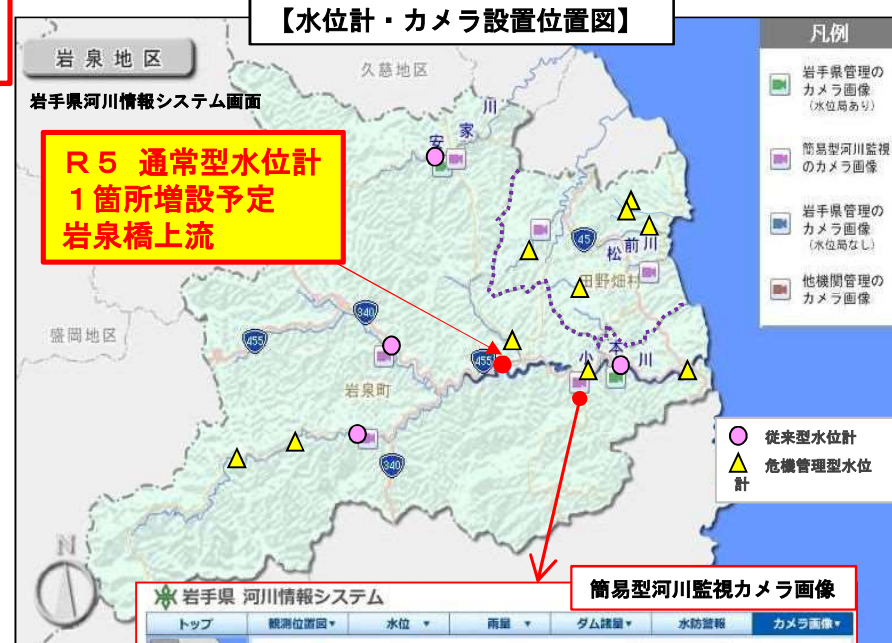 【水位計・カメラ設置位置図】
岩泉地区
岩手県河川情報システム画面
久慈地区
凡例
岩手県管理の
カメラ画像
(水位局あり)
簡易型河川監視
のカメラ画像
岩手県管理の
カメラ画像
(水位局なし)
他機関管理の
カメラ画像
R5 通常型水位計
1箇所増設予定
岩泉橋上流
安家川
45
松前川
田野畑村
盛岡地区
340
455
455
小本川
岩泉町
340
従来型水位計
危機管理型水位
計
N
簡易型河川監視カメラ画像
岩手県 河川情報システム
トップ
観測位置図▼
水位 ▼
雨量 ▼
ダム諸量▼
水防警報
カメラ画像▼